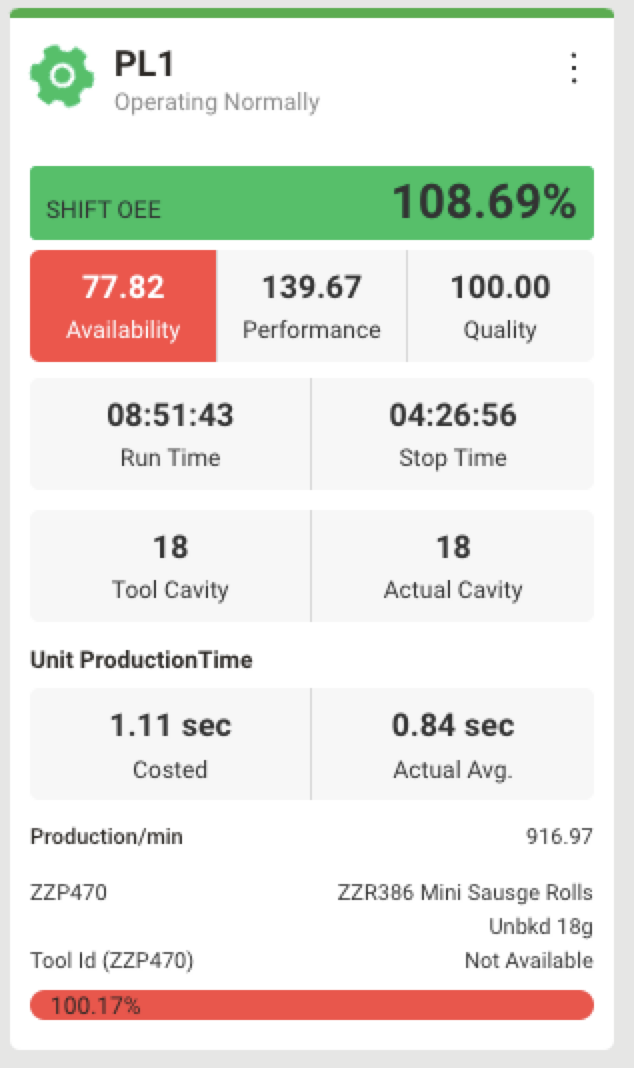 PL1
Operating Normally
SHIFT OEE 108.69%
77.82 139.67 100.00
Availability Performance Quality
08:51:43 04:26:56
Run Time Stop Time
18 18
Tool Cavity Actual Cavity
Unit ProductionTime
1.11 sec 0.84 sec
Costed Actual Avg.
Production/min 916.97
ZZP470 ZZR386 Mini Sausge Rolls
Unbkd 18g
Tool Id (ZZP470) Not Available
100.17%